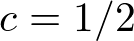 c = 1/2